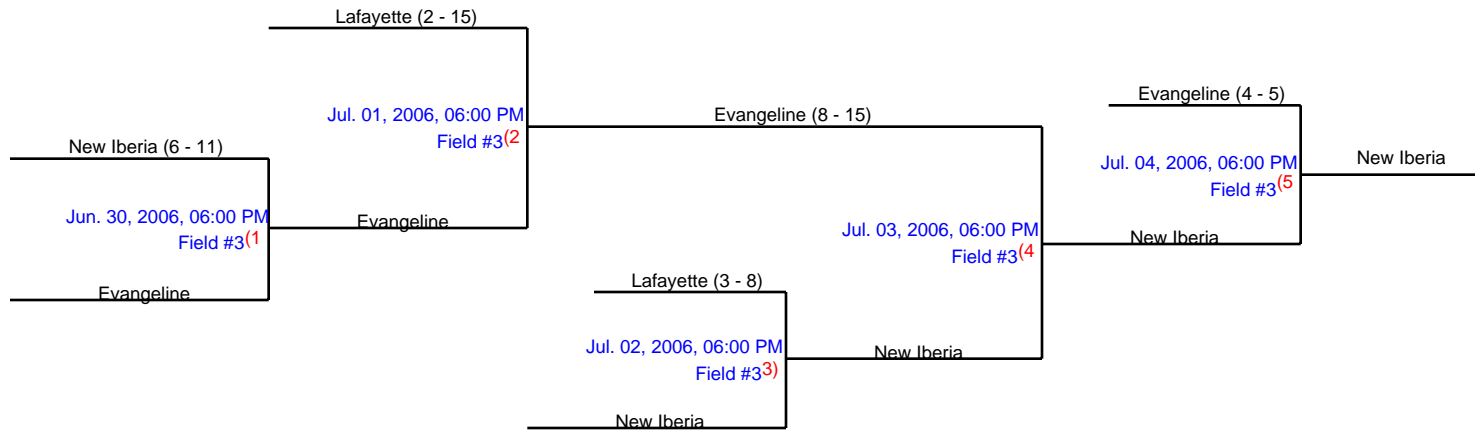 Lafayette (2 - 15)
Jul. 01, 2006, 06:00 PM
Field #3(2
New Iberia (6 - 11)
Jun. 30, 2006, 06:00 PM
Field #3(1
Evangeline
Evangeline
Evangeline (8 - 15)
Lafayette (3 - 8)
Jul. 02, 2006, 06:00 PM
Field #33)
New Iberia
New Iberia
Jul. 03, 2006, 06:00 PM
Field #3(4
Evangeline (4 - 5)
Jul. 04, 2006, 06:00 PM
Field #3(5
New Iberia
New Iberia